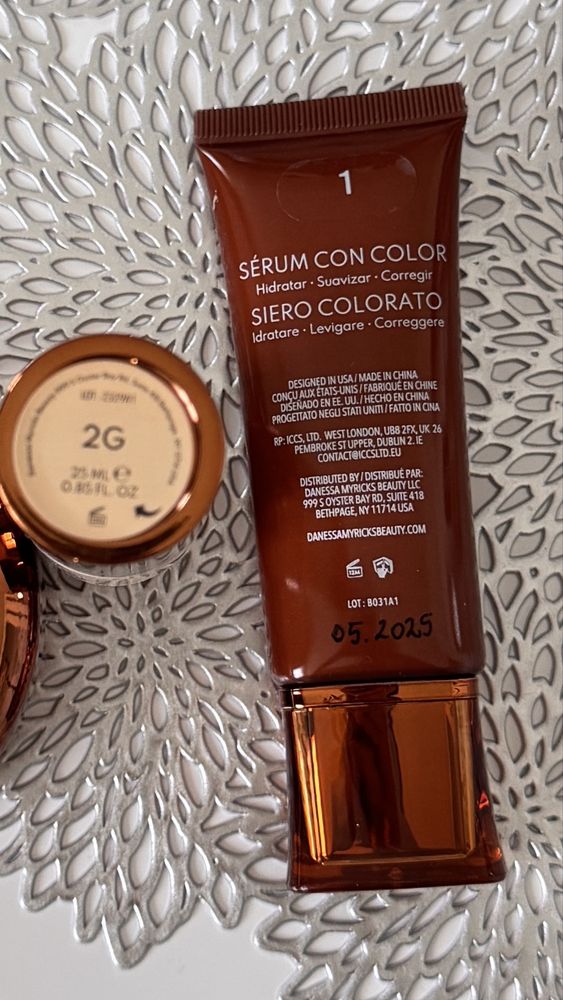 1
SÉRUM CON COLOR
Hidratar · Suavizar · Corregir
SIERO COLORATO
Idratare · Levigare · Correggere
DESIGNED IN USA / MADE IN CHINA
CONÇU AUX ÉTATS-UNIS / FABRIQUÉ EN CHINE
DISEÑADO EN EE. UU. / HECHO EN CHINA
PROGETTATO NEGLI STATI UNITI / FATTO IN CINA
RP: ICCS, LTD. WEST LONDON, UB8 2FX, UK 26
PEMBROKE ST UPPER, DUBLIN 2. IE
CONTACT@ICCSLTD.EU
DISTRIBUTED BY / DISTRIBUÉ PAR:
DANESSA MYRICKS BEAUTY LLC
999 S OYSTER BAY RD, SUITE 418
BETHPAGE, NY 11714 USA
DANESSAMYRICKSBEAUTY.COM
12M
LOT: B031A1
05.2025
2G
25 ML ℮
0.85 FL. OZ